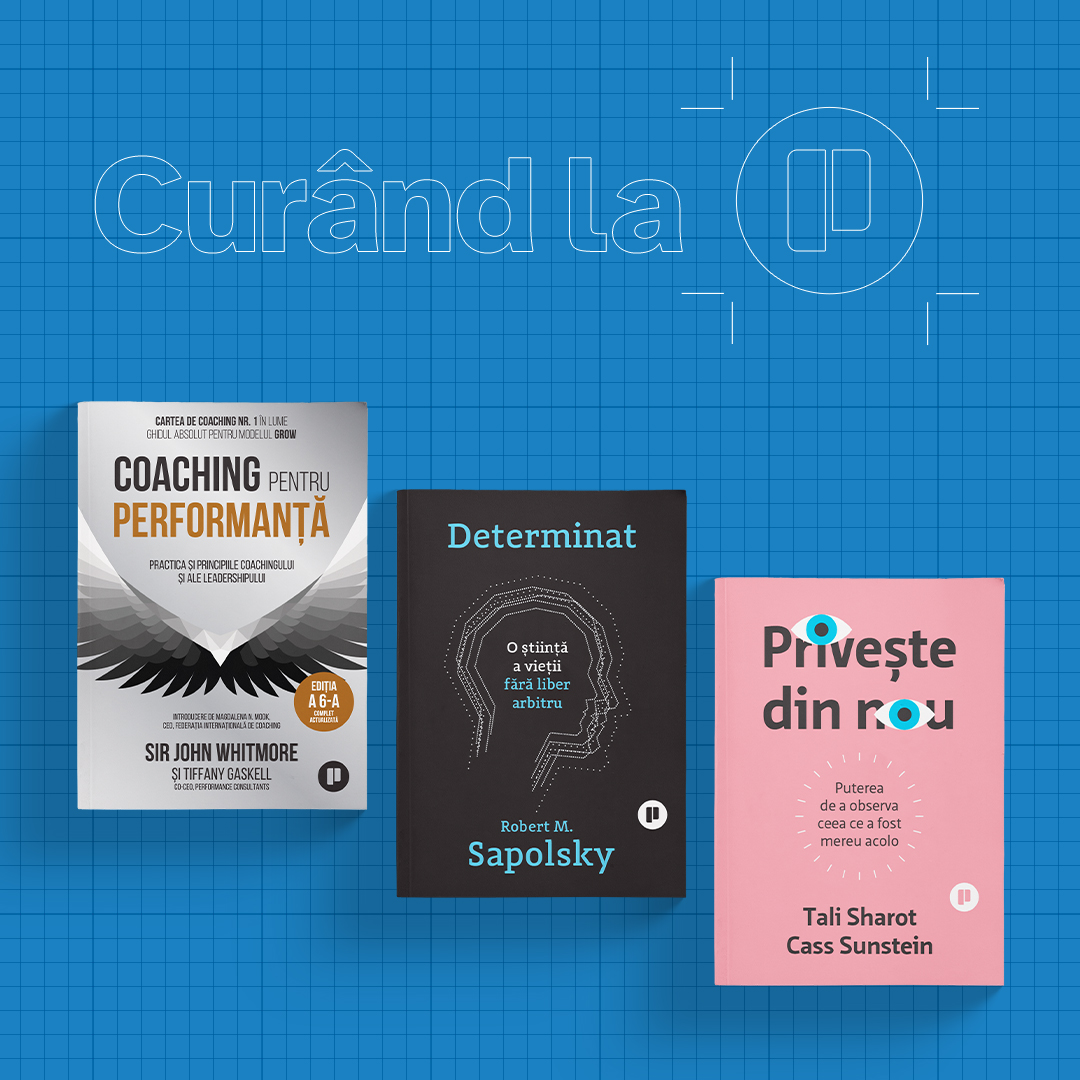 Curând la
CARTEA DE COACHING NR. 1 ÎN LUME
GHIDUL ABSOLUT PENTRU MODELUL GROW
COACHING PENTRU
PERFORMANȚĂ
PRACTICA ȘI PRINCIPIILE COACHINGULUI
ȘI ALE LEADERSHIPULUI
EDIȚIA
A 6-A
COMPLET
ACTUALIZATĂ
INTRODUCERE DE MAGDALENA N. MOOK,
CEO, FEDERAȚIA INTERNAȚIONALĂ DE COACHING
SIR JOHN WHITMORE
ȘI TIFFANY GASKELL
CO-CEO, PERFORMANCE CONSULTANTS
Determinat
O știință
a vieții
fără liber
arbitru
Robert M.
Sapolsky
Privește
din nou
Puterea
de a observa
ceea ce a fost
mereu acolo
Tali Sharot
Cass Sunstein